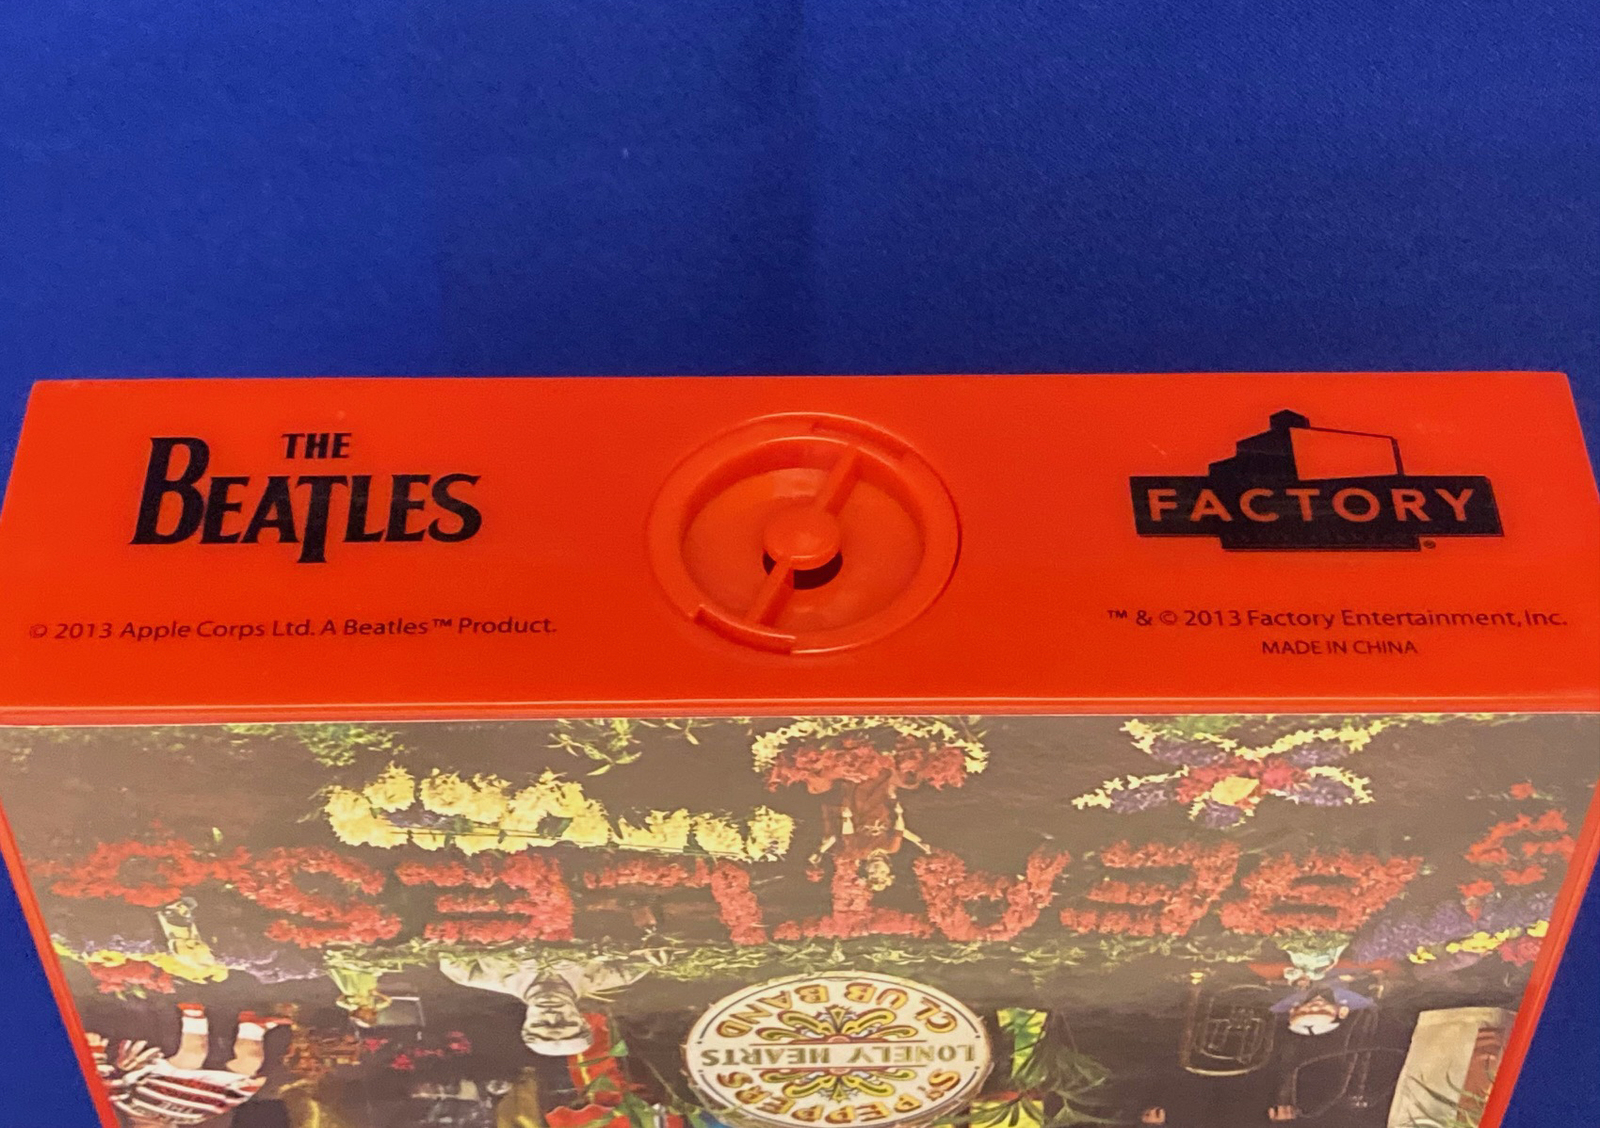 THE
BEATLES
© 2013 Apple Corps Ltd. A Beatles™ Product.
FACTORY
®
™ & © 2013 Factory Entertainment, Inc.
MADE IN CHINA
BEATLES
SGT PEPPERS
LONELY HEARTS
CLUB BAND